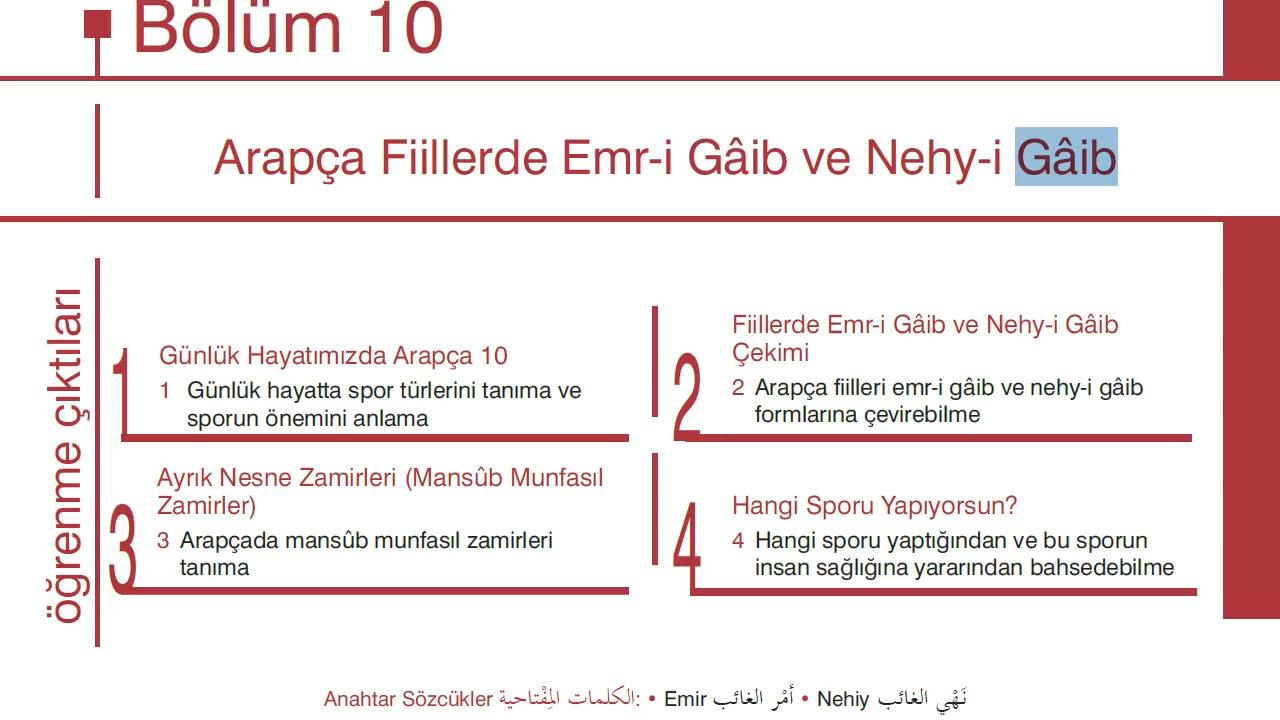 Bölüm 10
Arapça Fiillerde Emr-i Gâib ve Nehy-i Gâib
öğrenme çıktıları
1
Günlük Hayatımızda Arapça 10
1 Günlük hayatta spor türlerini tanıma ve
sporun önemini anlama
2
Fiillerde Emr-i Gâib ve Nehy-i Gâib
Çekimi
2 Arapça fiilleri emr-i gâib ve nehy-i gâib
formlarına çevirebilme
3
Ayrık Nesne Zamirleri (Mansûb Munfasıl
Zamirler)
3 Arapçada mansûb munfasıl zamirleri
tanıma
4
Hangi Sporu Yapıyorsun?
4 Hangi sporu yaptığından ve bu sporun
insan sağlığına yararından bahsedebilme
Anahtar Sözcükler الكلمات المِفْتاحية: • Emir أمْر الغائب • Nehiy نَهْي الغائب